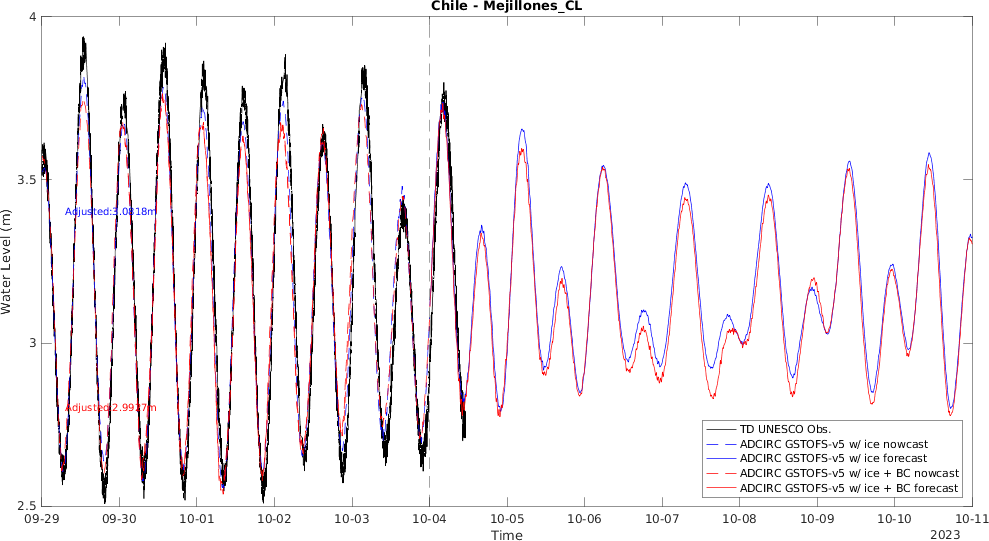 Chile - Mejillones_CL
4
3.5
3
2.5
Water Level (m)
Adjusted:3.0818m
Adjusted:2.9927m
TD UNESCO Obs.
ADCIRC GSTOFS-v5 w/ ice nowcast
ADCIRC GSTOFS-v5 w/ ice forecast
ADCIRC GSTOFS-v5 w/ ice + BC nowcast
ADCIRC GSTOFS-v5 w/ ice + BC forecast
09-29 09-30 10-01 10-02 10-03 10-04 10-05 10-06 10-07 10-08 10-09 10-10 10-11
Time
2023